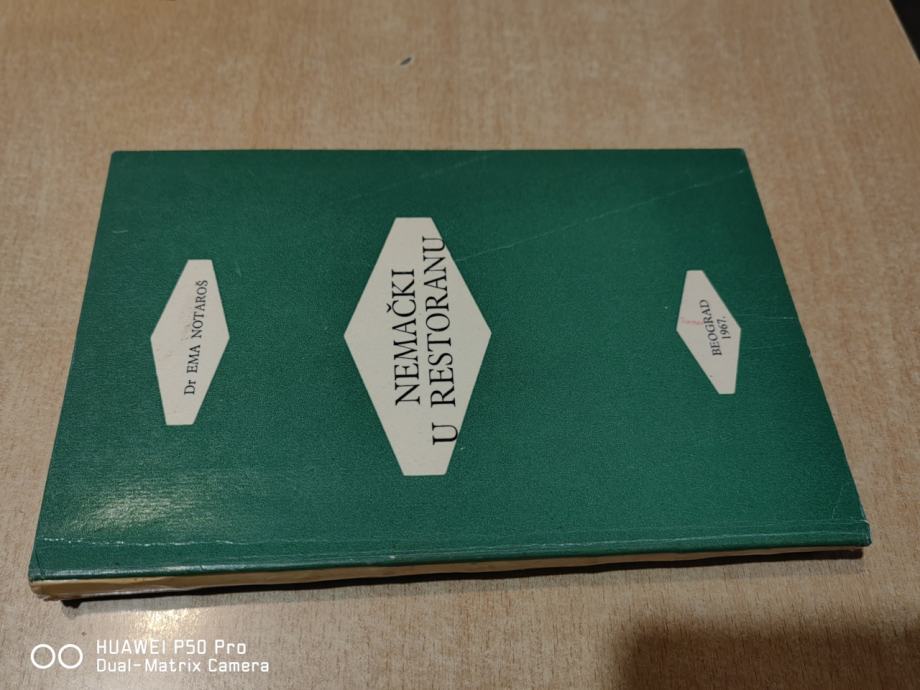 Dr EMA NOTAROŠ
NEMAČKI
U RESTORANU
BEOGRAD
1967.
HUAWEI P50 Pro
Dual-Matrix Camera